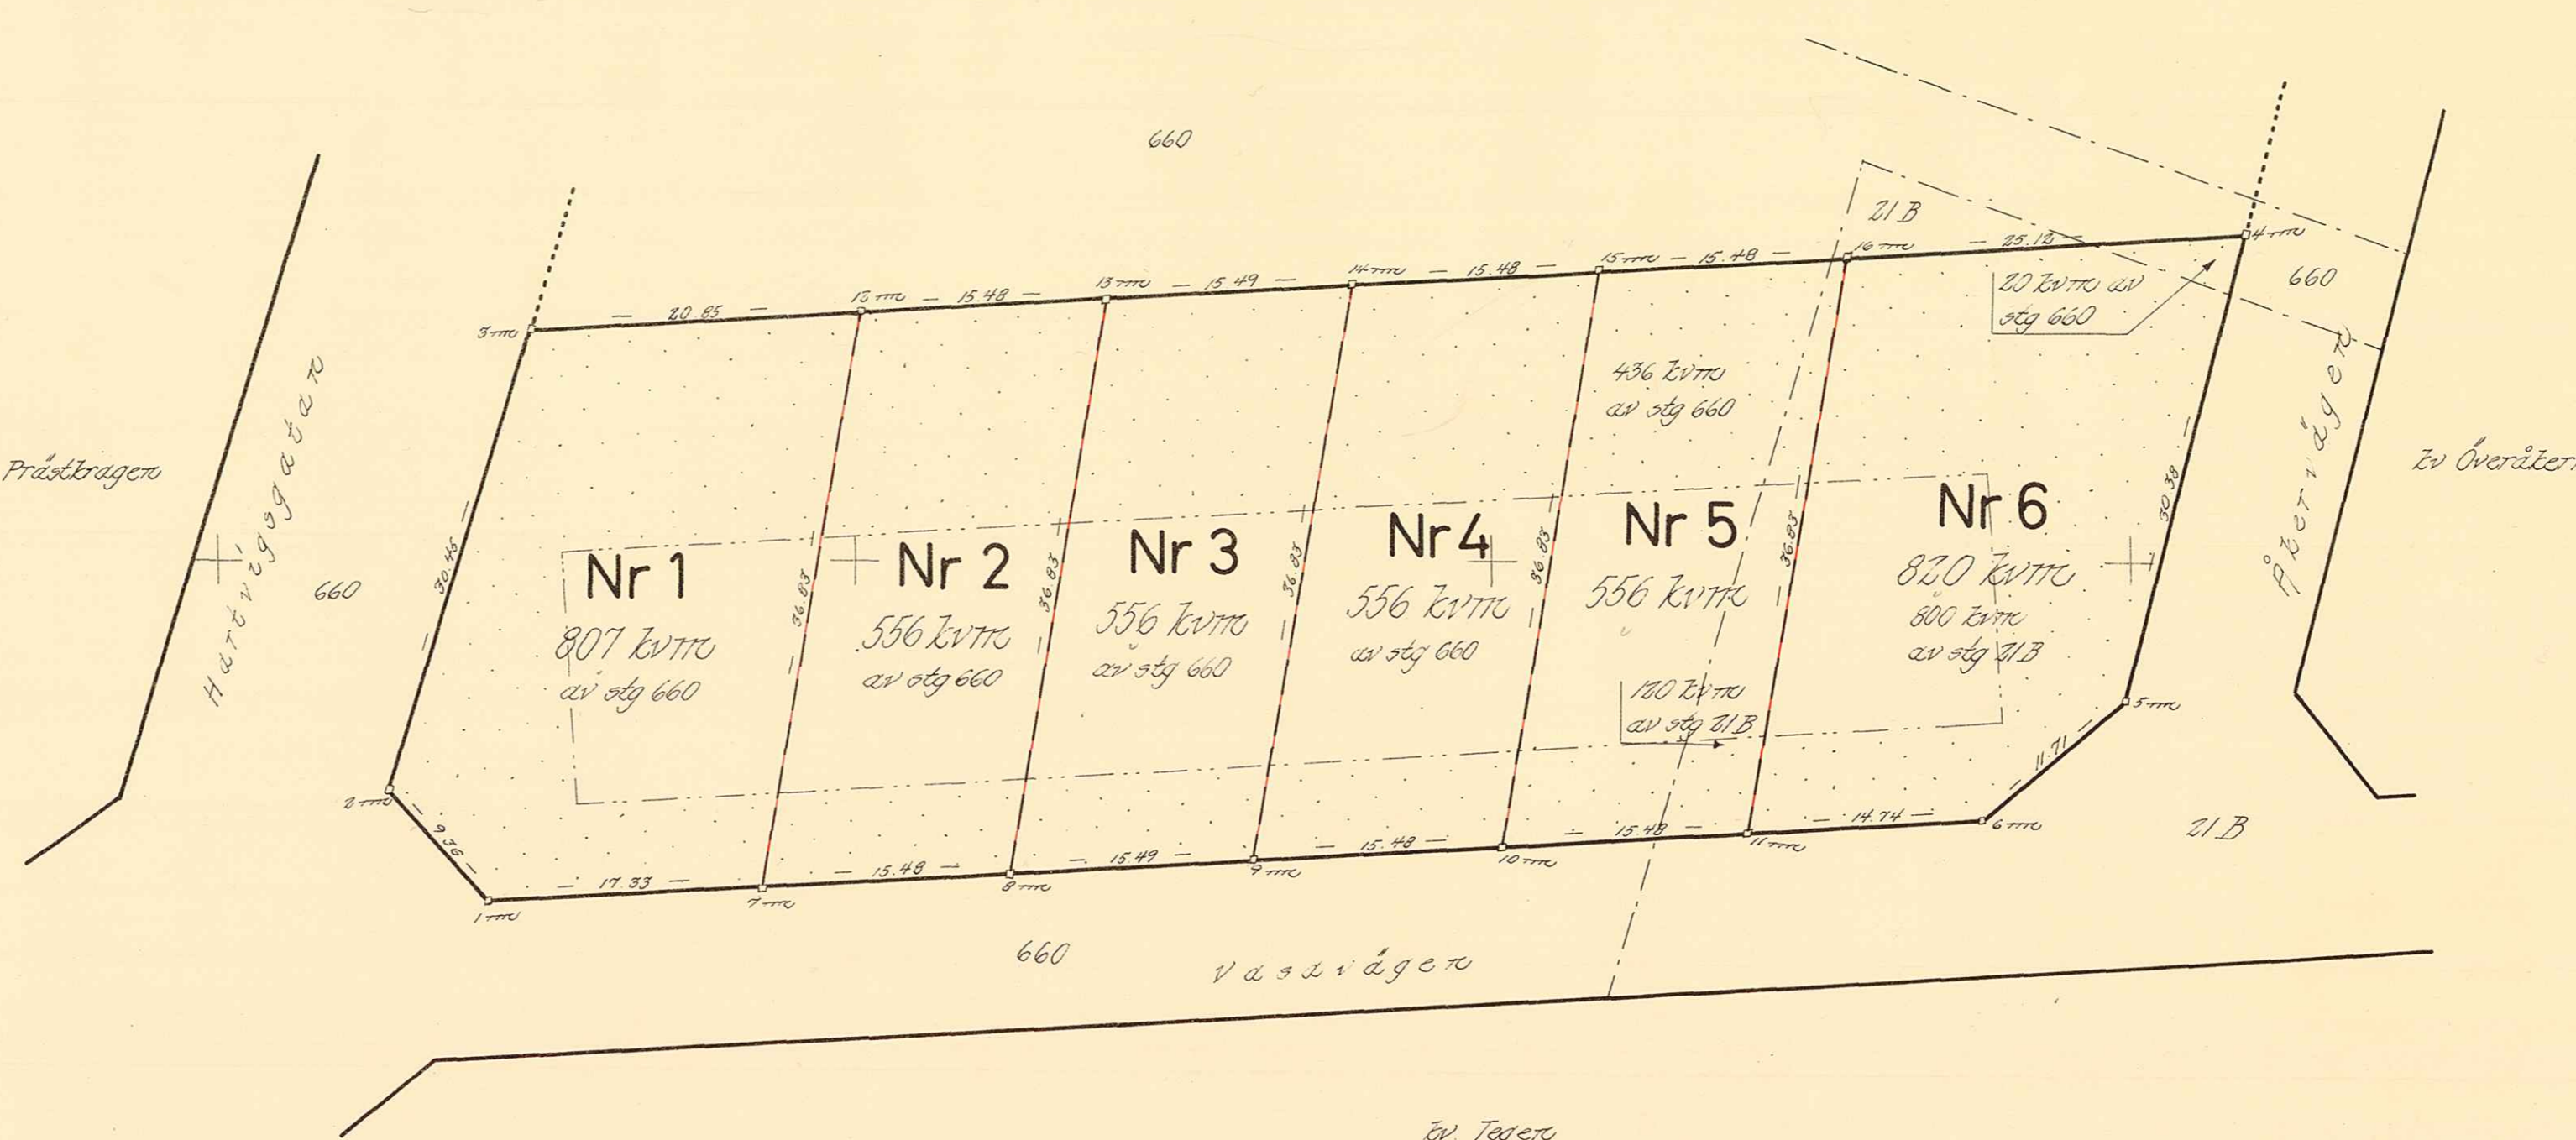 660
21 B
4 m
16 m
25.12
15 m
15.48
14 m
15.48
13 m
15.49
12 m
15.48
20.85
3 m
20 kvm av
stg 660
660
436 kvm
av stg 660
Prästkragen
Hartvigsgatan
660
30.45
36.83
36.83
36.83
36.83
36.83
30.38
Åkervägen
kv Överåkern
Nr 1
807 kvm
av stg 660
Nr 2
556 kvm
av stg 660
Nr 3
556 kvm
av stg 660
Nr 4
556 kvm
av stg 660
Nr 5
556 kvm
120 kvm
av stg 21 B
Nr 6
820 kvm
800 kvm
av stg 21 B
5 m
11.71
2 m
9.36
1 m
17.33
7 m
15.48
8 m
15.49
9 m
15.48
10 m
15.48
11 m
14.74
6 m
21 B
660
Vasavägen
kv. Tegen